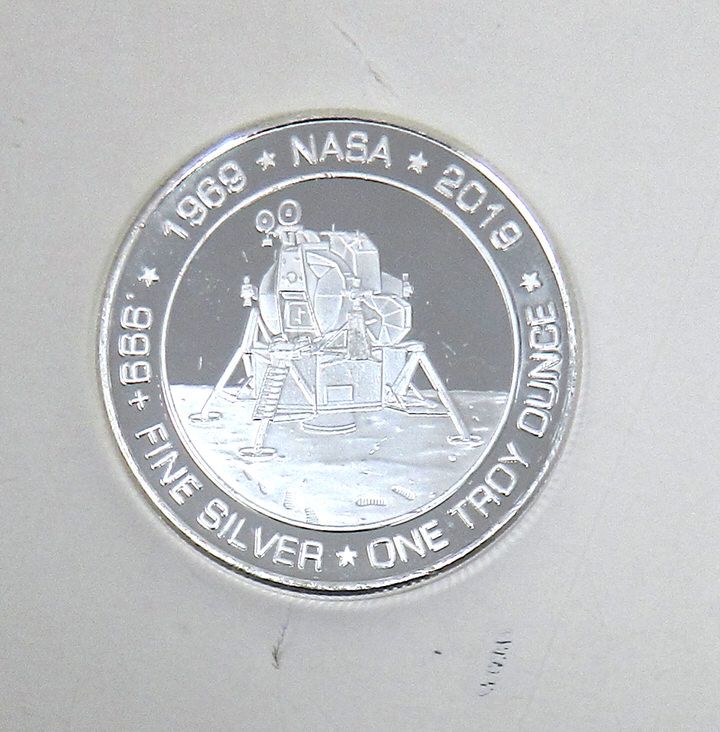 1969 ★ NASA ★ 2019 ★
.999+ FINE SILVER ★ ONE TROY OUNCE ★